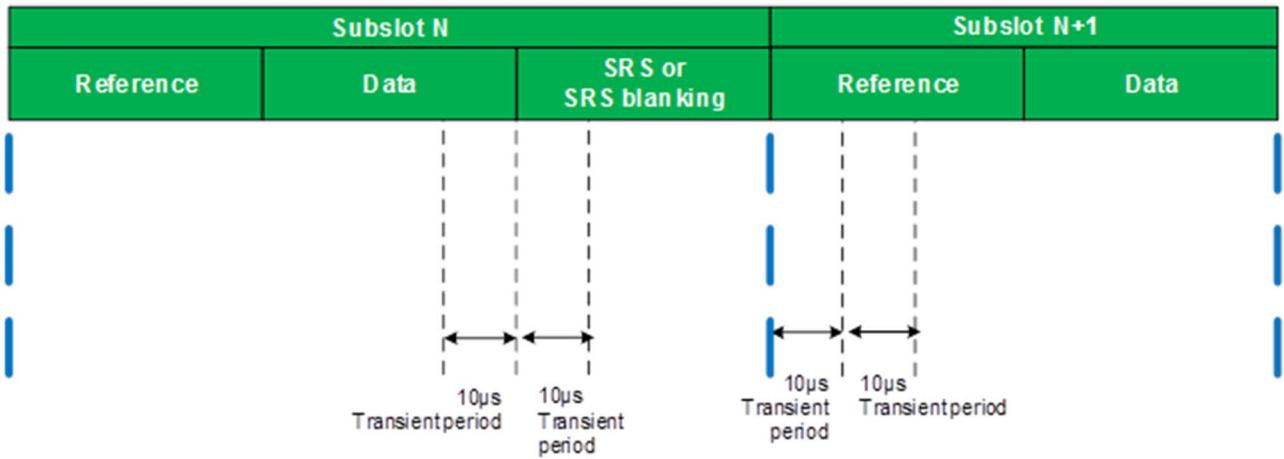 Subslot N
Subslot N+1
Reference
Data
SRS or
SRS blanking
Reference
Data
10µs
Transient period
10µs
Transient
period
10µs
Transient
period
10µs
Transient period